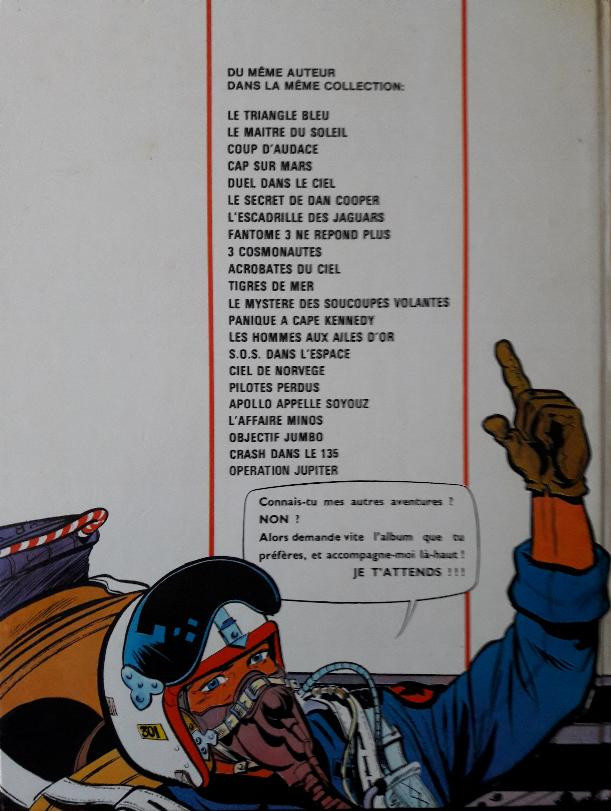 DU MÊME AUTEUR
DANS LA MÊME COLLECTION:
LE TRIANGLE BLEU
LE MAITRE DU SOLEIL
COUP D'AUDACE
CAP SUR MARS
DUEL DANS LE CIEL
LE SECRET DE DAN COOPER
L'ESCADRILLE DES JAGUARS
FANTOME 3 NE REPOND PLUS
3 COSMONAUTES
ACROBATES DU CIEL
TIGRES DE MER
LE MYSTERE DES SOUCOUPES VOLANTES
PANIQUE A CAPE KENNEDY
LES HOMMES AUX AILES D'OR
S.O.S. DANS L'ESPACE
CIEL DE NORVEGE
PILOTES PERDUS
APOLLO APPELLE SOYOUZ
L'AFFAIRE MINOS
OBJECTIF JUMBO
CRASH DANS LE 135
OPERATION JUPITER
Connais-tu mes autres aventures ?
NON ?
Alors demande vite l'album que tu
préfères, et accompagne-moi là-haut !
JE T'ATTENDS !!!
301